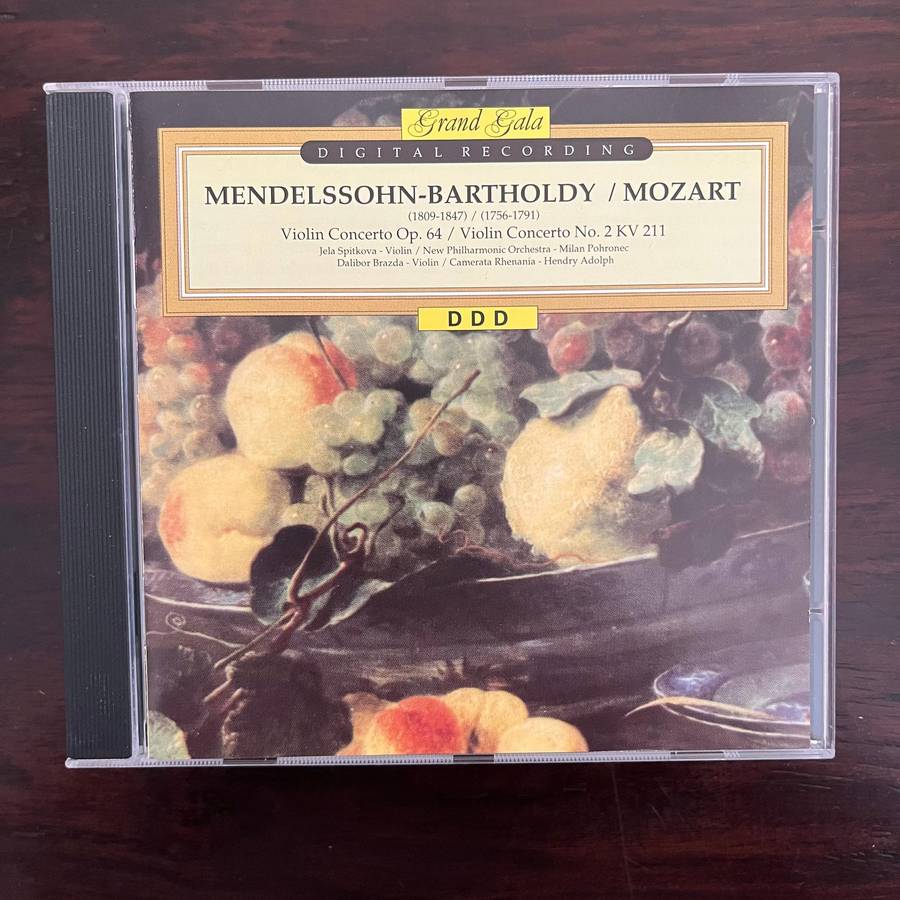 Grand Gala
DIGITAL RECORDING
MENDELSSOHN-BARTHOLDY / MOZART
(1809-1847) / (1756-1791)
Violin Concerto Op. 64 / Violin Concerto No. 2 KV 211
Jela Spitkova - Violin / New Philharmonic Orchestra - Milan Pohronec
Dalibor Brazda - Violin / Camerata Rhenania - Hendry Adolph
DDD